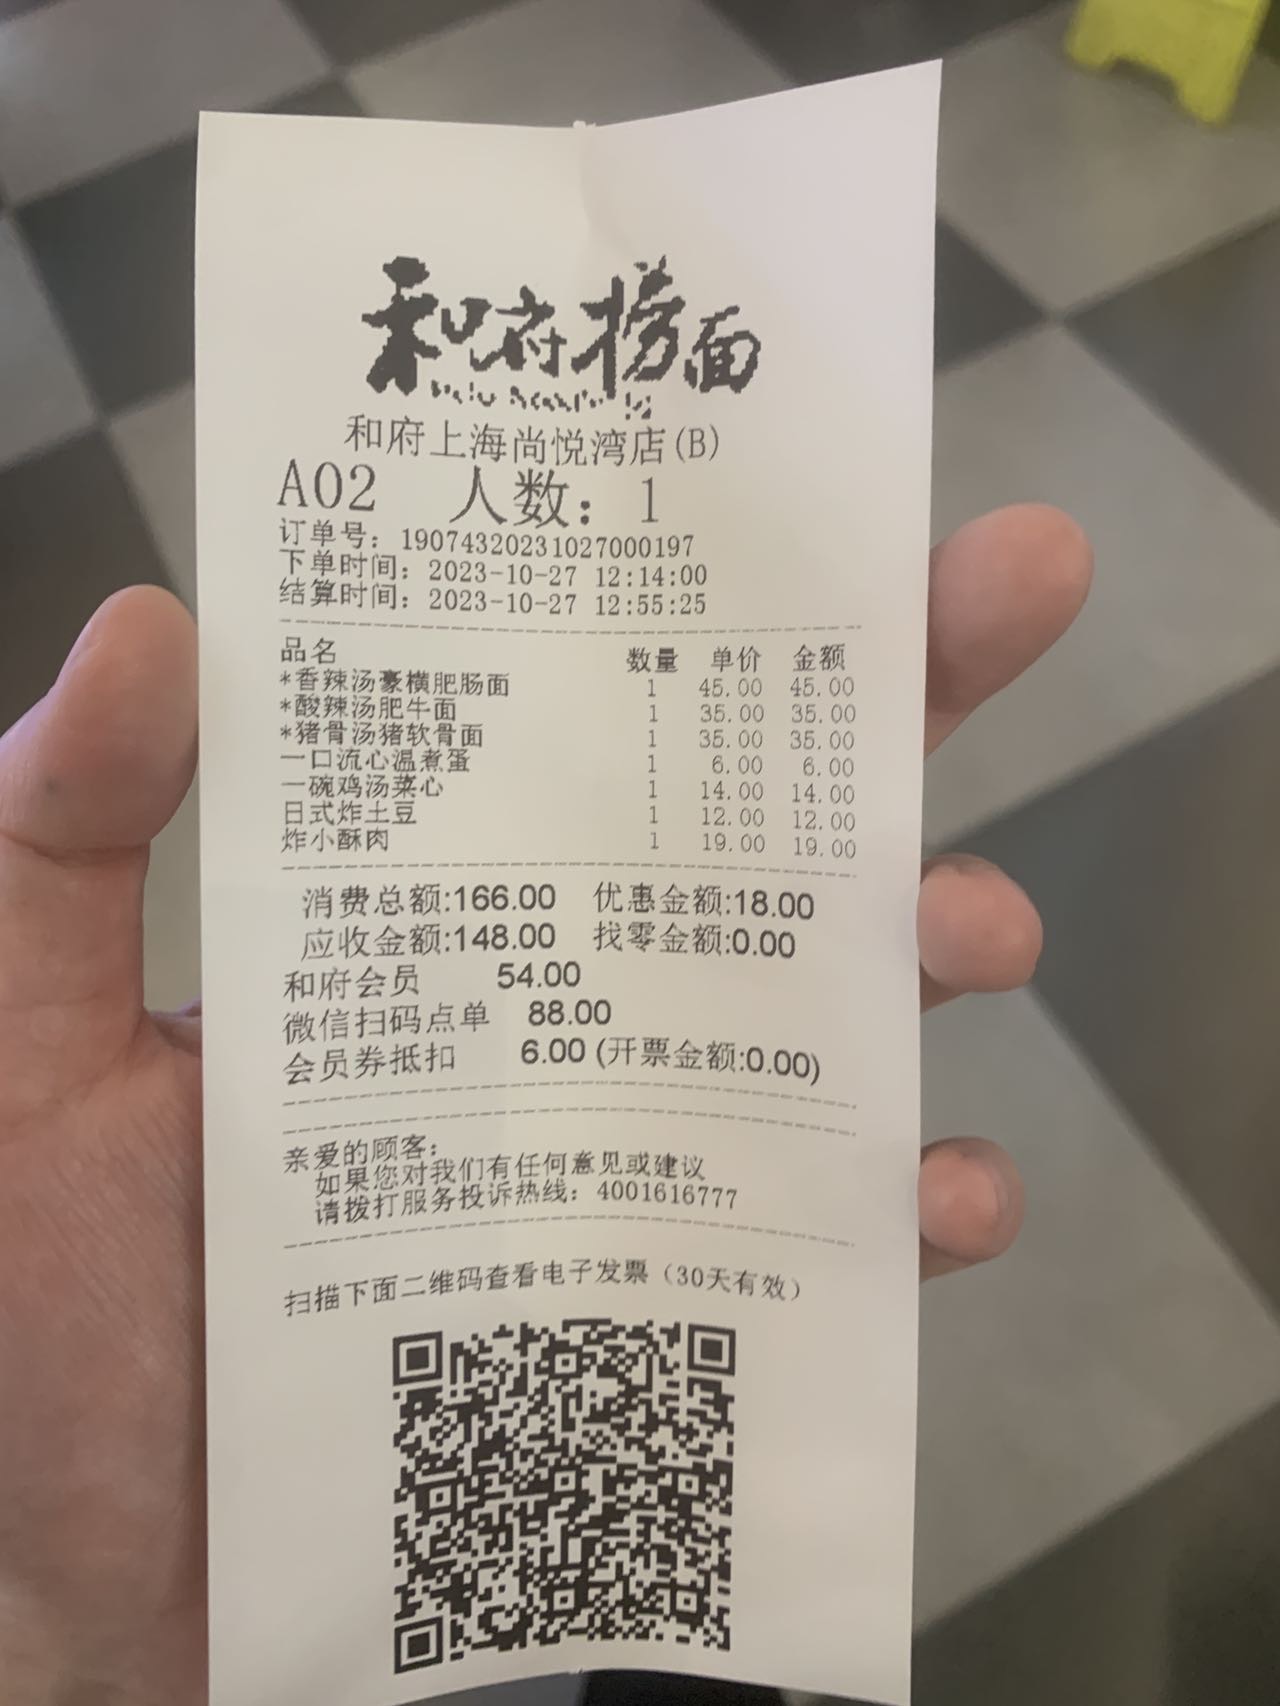 和府捞面
和府上海尚悦湾店(B)
A02 人数：1
订单号：19074320231027000197
下单时间：2023-10-27 12:14:00
结算时间：2023-10-27 12:55:25
品名 数量 单价 金额
*香辣汤豪横肥肠面 1 45.00 45.00
*酸辣汤肥牛面 1 35.00 35.00
*猪骨汤猪软骨面 1 35.00 35.00
一口流心温煮蛋 1 6.00 6.00
一碗鸡汤菜心 1 14.00 14.00
日式炸土豆 1 12.00 12.00
炸小酥肉 1 19.00 19.00
消费总额:166.00 优惠金额:18.00
应收金额:148.00 找零金额:0.00
和府会员 54.00
微信扫码点单 88.00
会员券抵扣 6.00 (开票金额:0.00)
亲爱的顾客：
如果您对我们有任何意见或建议
请拨打服务投诉热线：4001616777
扫描下面二维码查看电子发票（30天有效）